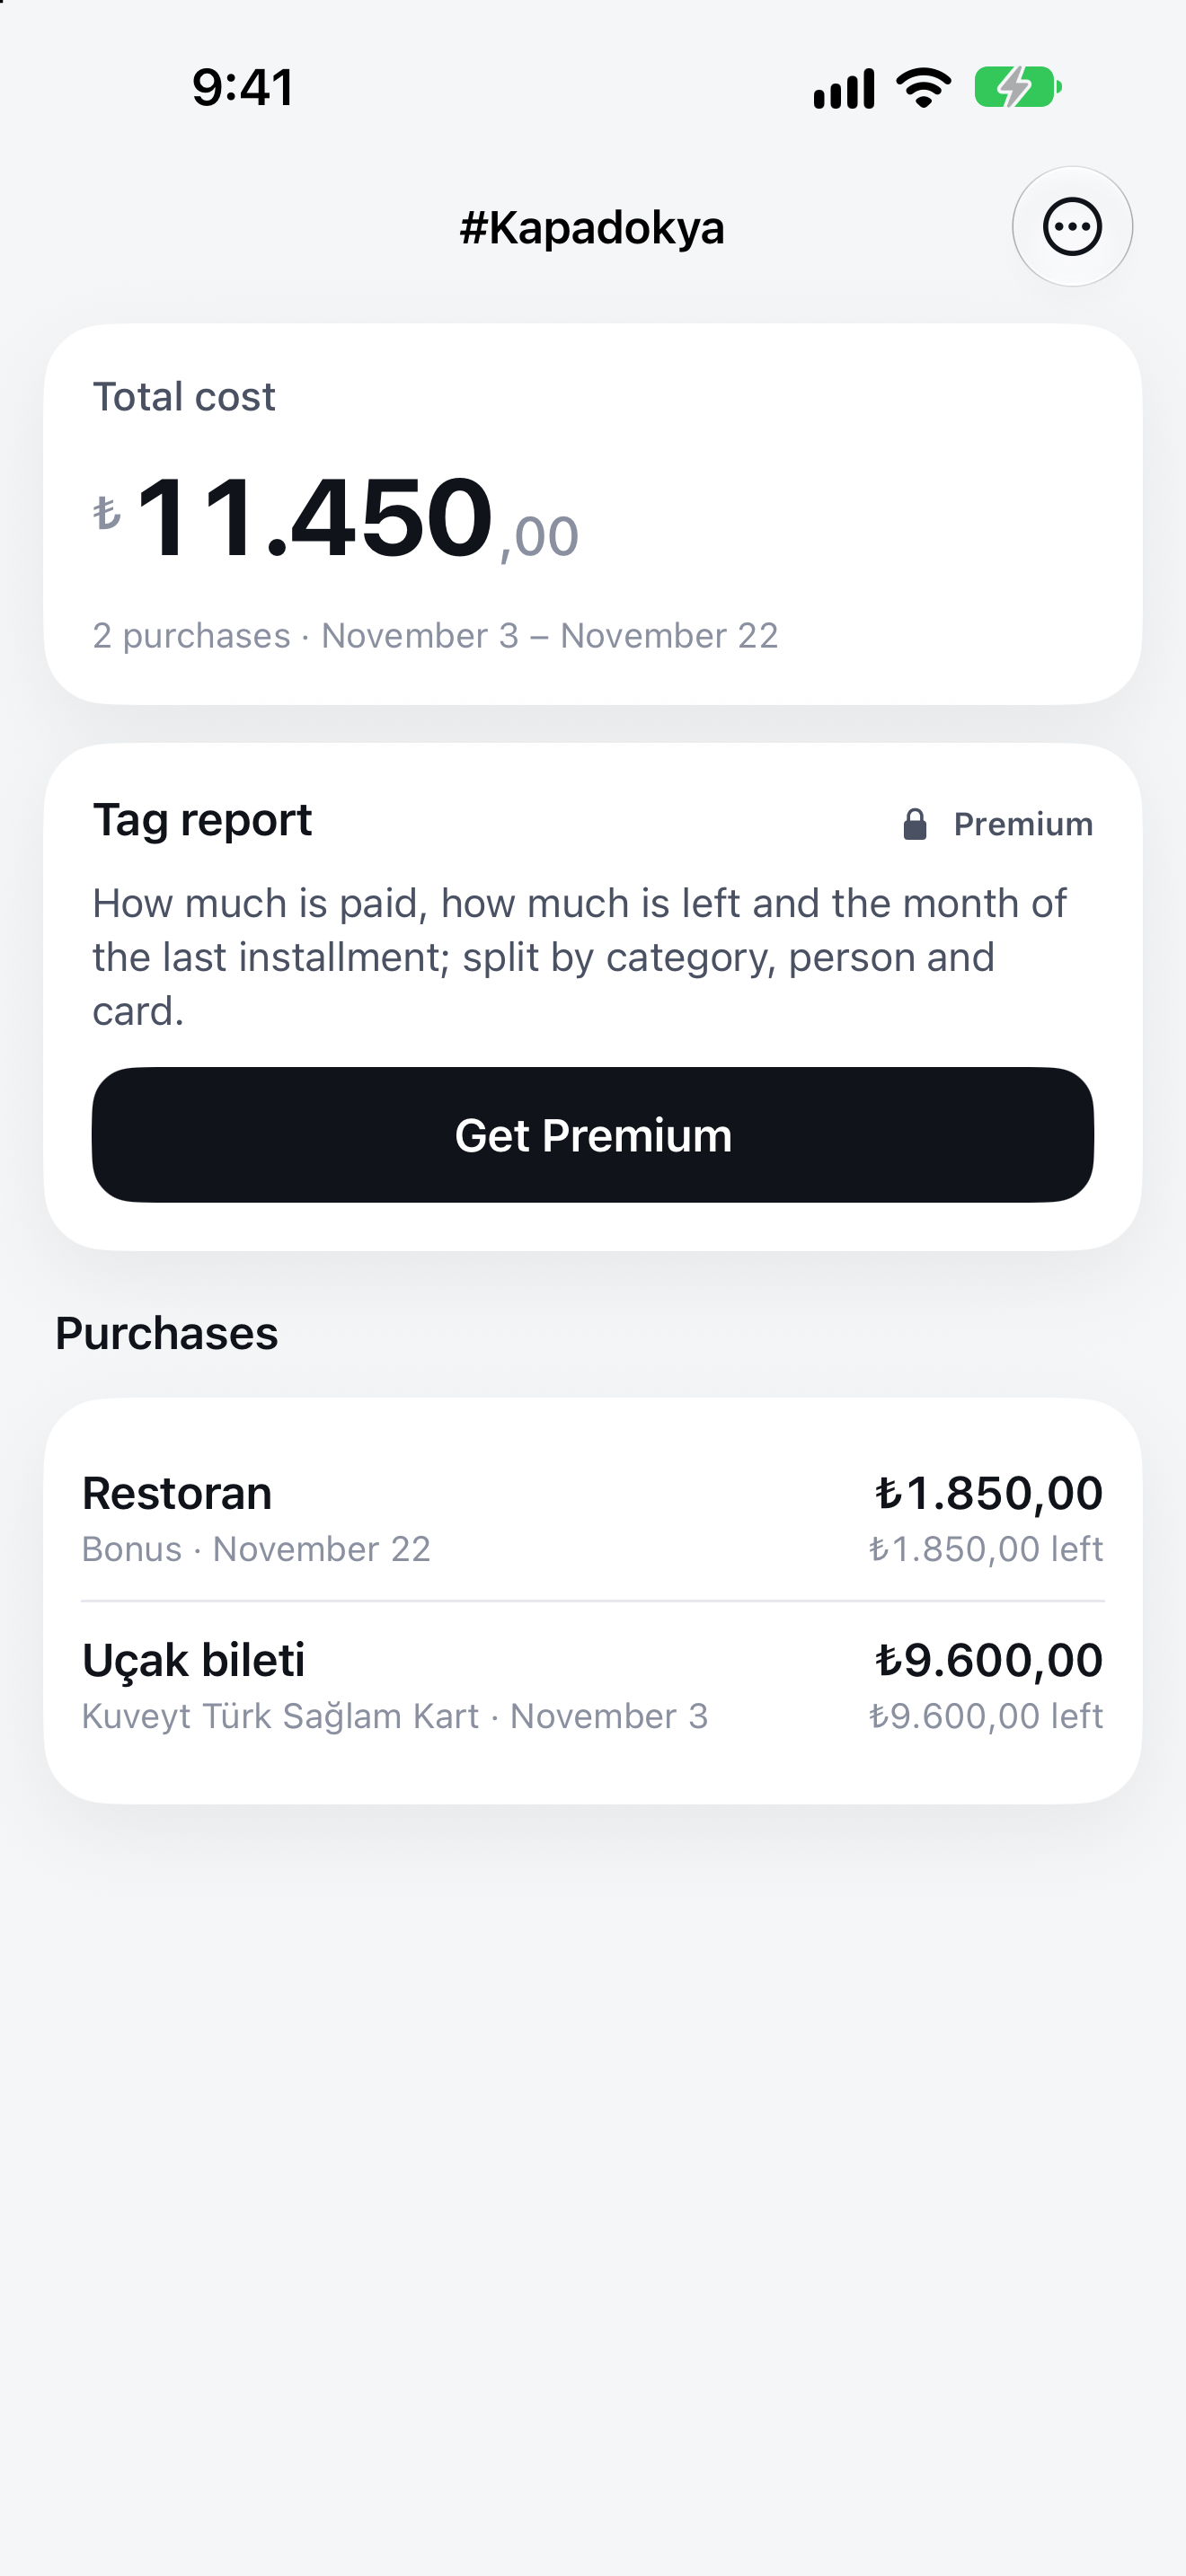 9:41
#Kapadokya
Total cost
₺11.450,00
2 purchases · November 3 – November 22
Tag report
Premium
How much is paid, how much is left and the month of
the last installment; split by category, person and
card.
Get Premium
Purchases
Restoran
₺1.850,00
Bonus · November 22
₺1.850,00 left
Uçak bileti
₺9.600,00
Kuveyt Türk Sağlam Kart · November 3
₺9.600,00 left